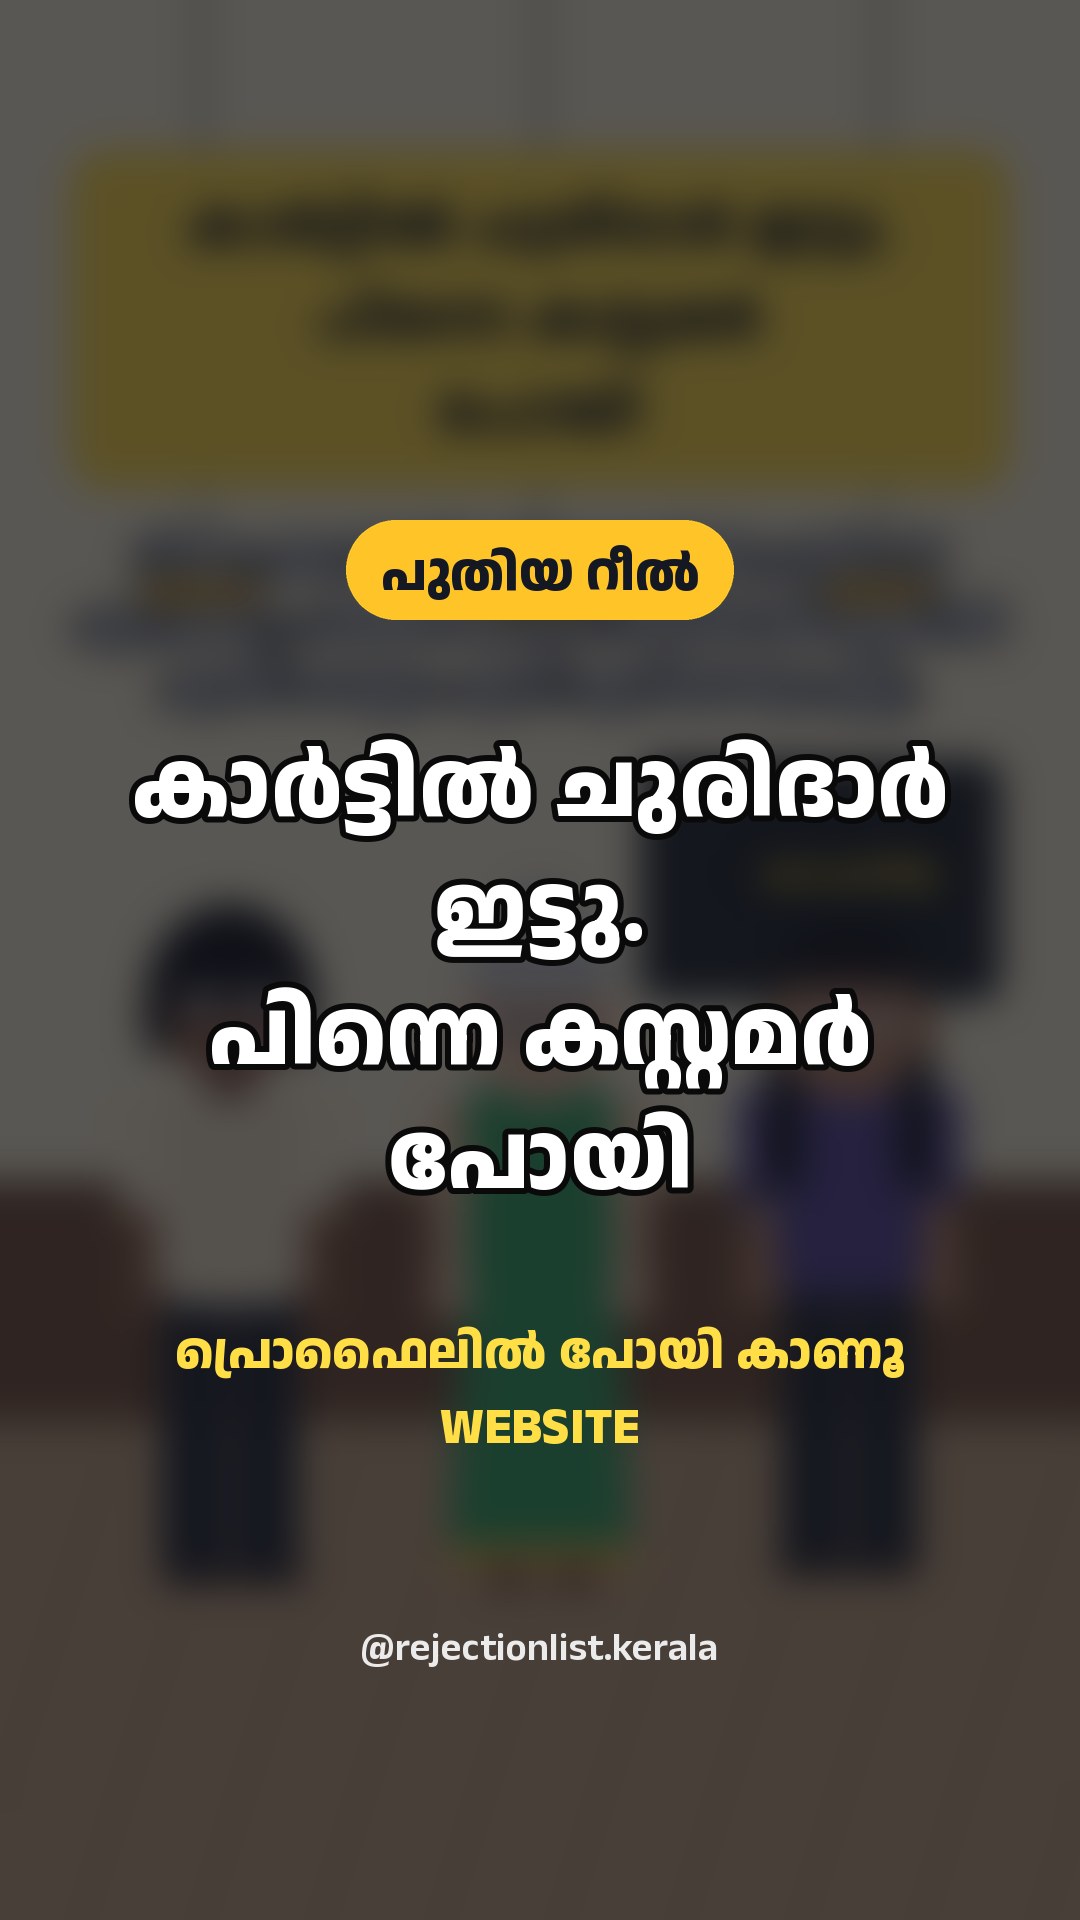 പുതിയ റീൽ
കാർട്ടിൽ ചുരിദാർ
ഇട്ടു.
പിന്നെ കസ്റ്റമർ
പോയി
പ്രൊഫൈലിൽ പോയി കാണൂ
WEBSITE
@rejectionlist.kerala